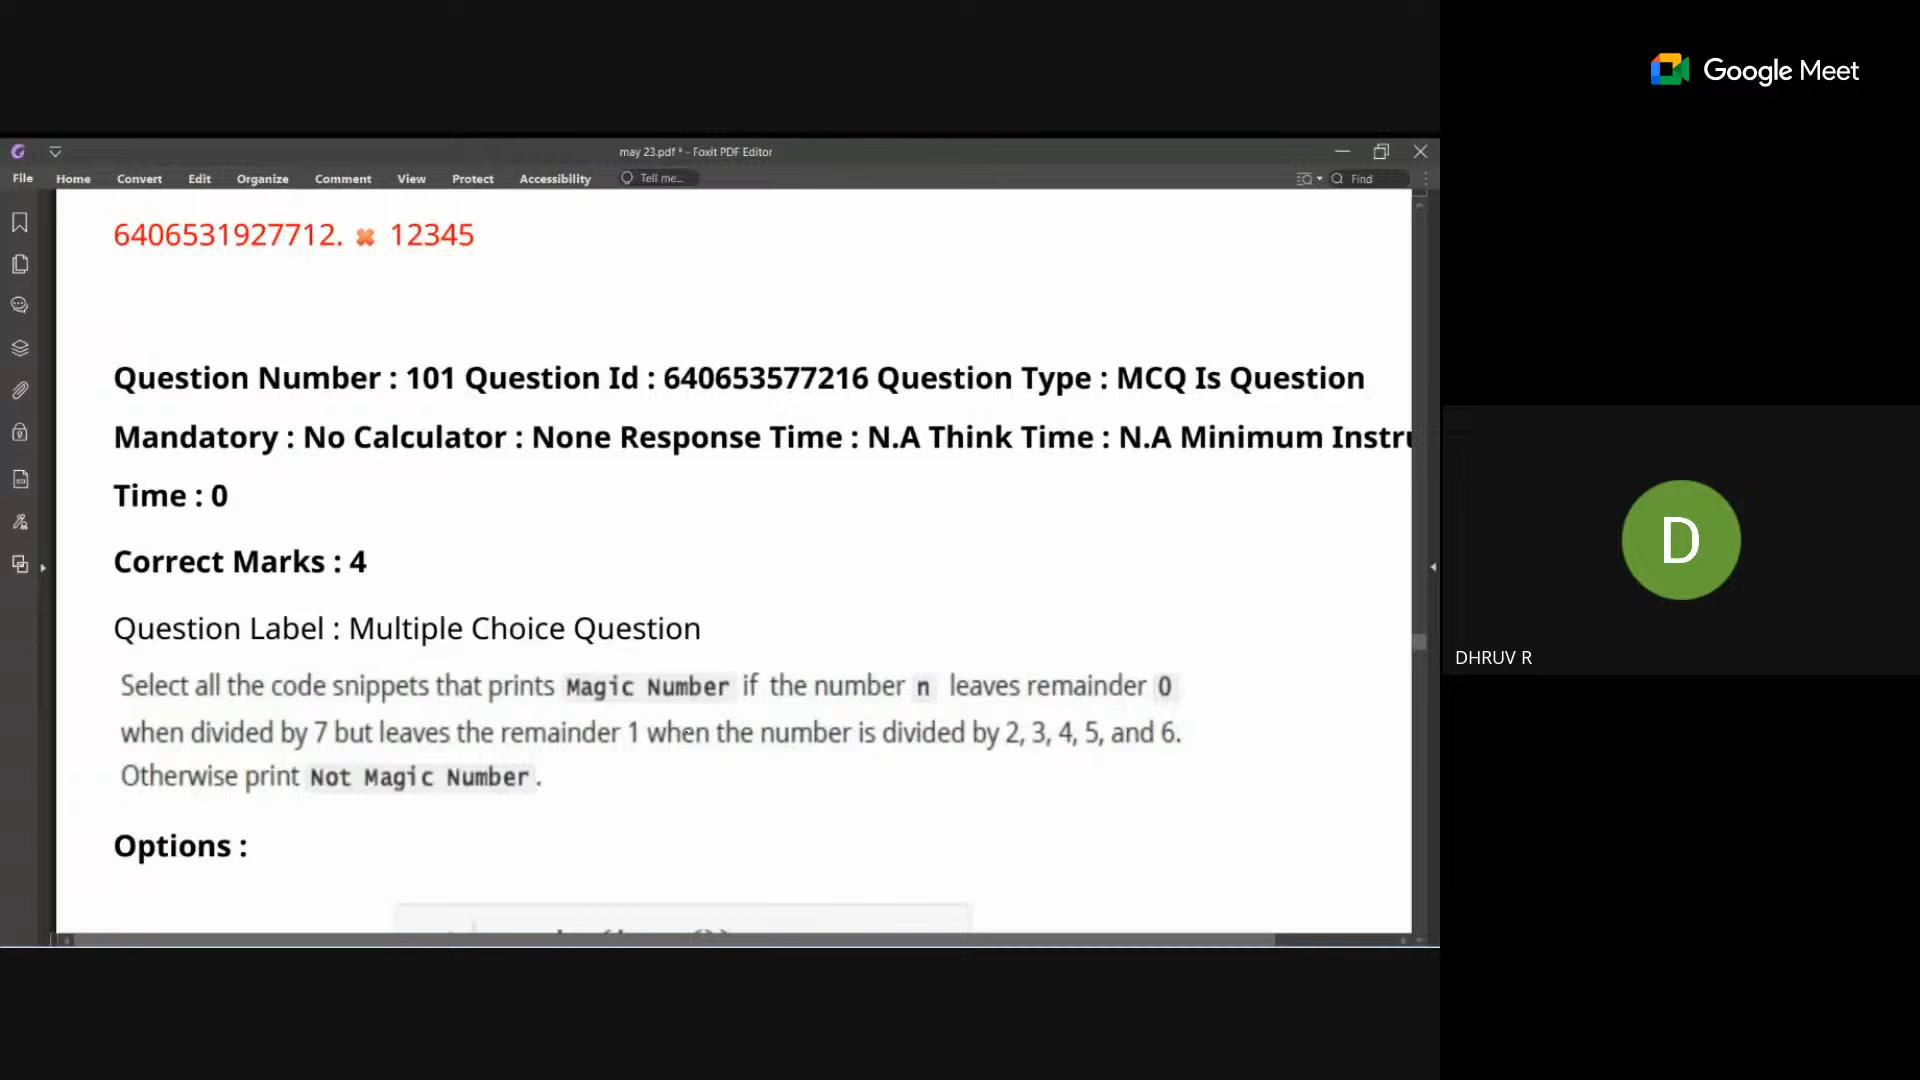 Google Meet
may 23.pdf * - Foxit PDF Editor
File Home Convert Edit Organize Comment View Protect Accessibility Tell me... Find
6406531927712. ✖ 12345
Question Number : 101 Question Id : 640653577216 Question Type : MCQ Is Question
Mandatory : No Calculator : None Response Time : N.A Think Time : N.A Minimum Instru
Time : 0
Correct Marks : 4
Question Label : Multiple Choice Question
Select all the code snippets that prints Magic Number if the number n leaves remainder 0
when divided by 7 but leaves the remainder 1 when the number is divided by 2, 3, 4, 5, and 6.
Otherwise print Not Magic Number.
Options :
D
DHRUV R